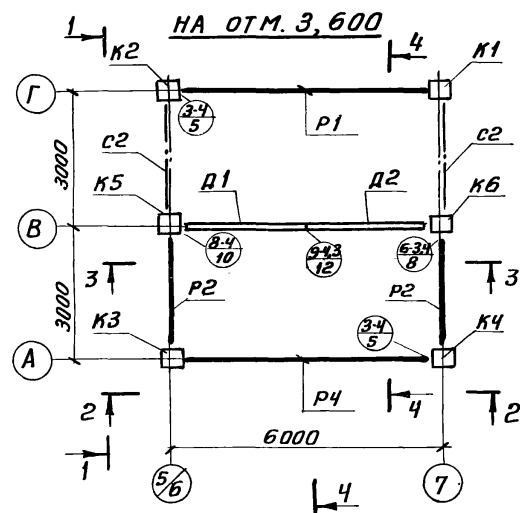 НА ОТМ. 3,600
1
4
К2
К1
Г
3-4
5
Р1
С2
С2
3000
К5
Д1
Д2
К6
В
8-4
10
9-4,3
12
6-3,4
8
3
3
Р2
Р2
3000
К3
3-4
5
К4
А
Р4
4
2
2
6000
1
5/6
4
7